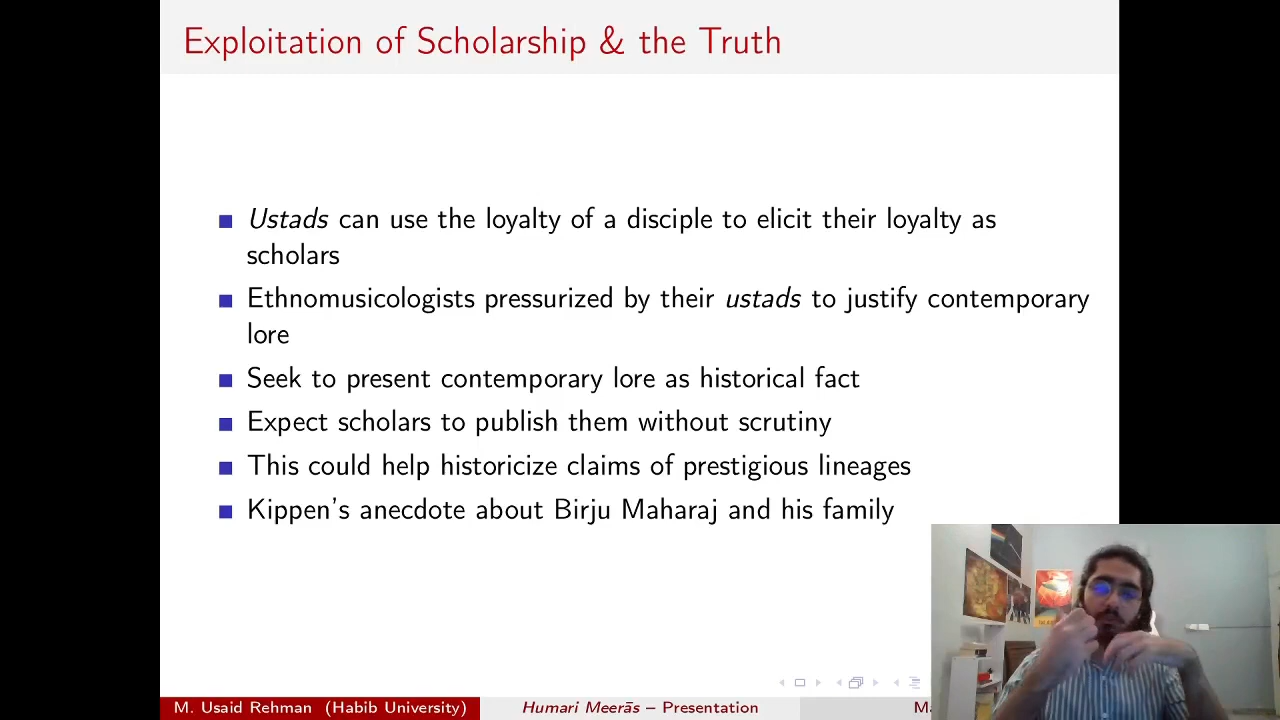 Exploitation of Scholarship & the Truth
Ustads can use the loyalty of a disciple to elicit their loyalty as
scholars
Ethnomusicologists pressurized by their ustads to justify contemporary
lore
Seek to present contemporary lore as historical fact
Expect scholars to publish them without scrutiny
This could help historicize claims of prestigious lineages
Kippen's anecdote about Birju Maharaj and his family
M. Usaid Rehman (Habib University)
Humari Meerās – Presentation